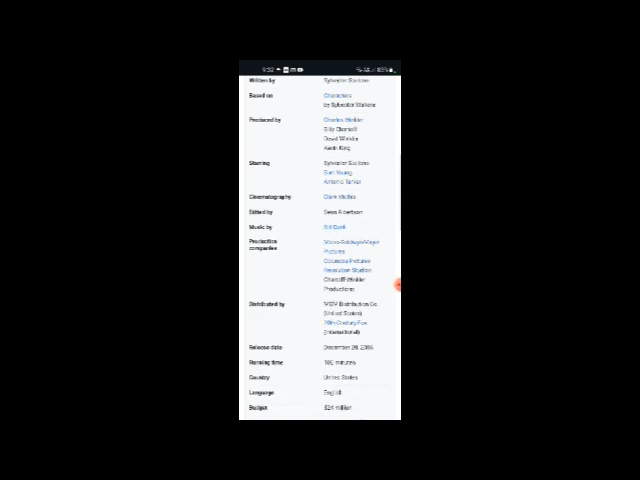 9:52 85%
Written by Sylvester Stallone
Based on Characters
by Sylvester Stallone
Produced by Charles Winkler
Billy Chartoff
David Winkler
Kevin King
Starring Sylvester Stallone
Burt Young
Antonio Tarver
Cinematography Clark Mathis
Edited by Sean Albertson
Music by Bill Conti
Production
companies
Metro-Goldwyn-Mayer
Pictures
Columbia Pictures
Revolution Studios
Chartoff-Winkler
Productions
Distributed by MGM Distribution Co.
(United States)
20th Century Fox
(International)
Release date December 20, 2006
Running time 102 minutes
Country United States
Language English
Budget $24 million